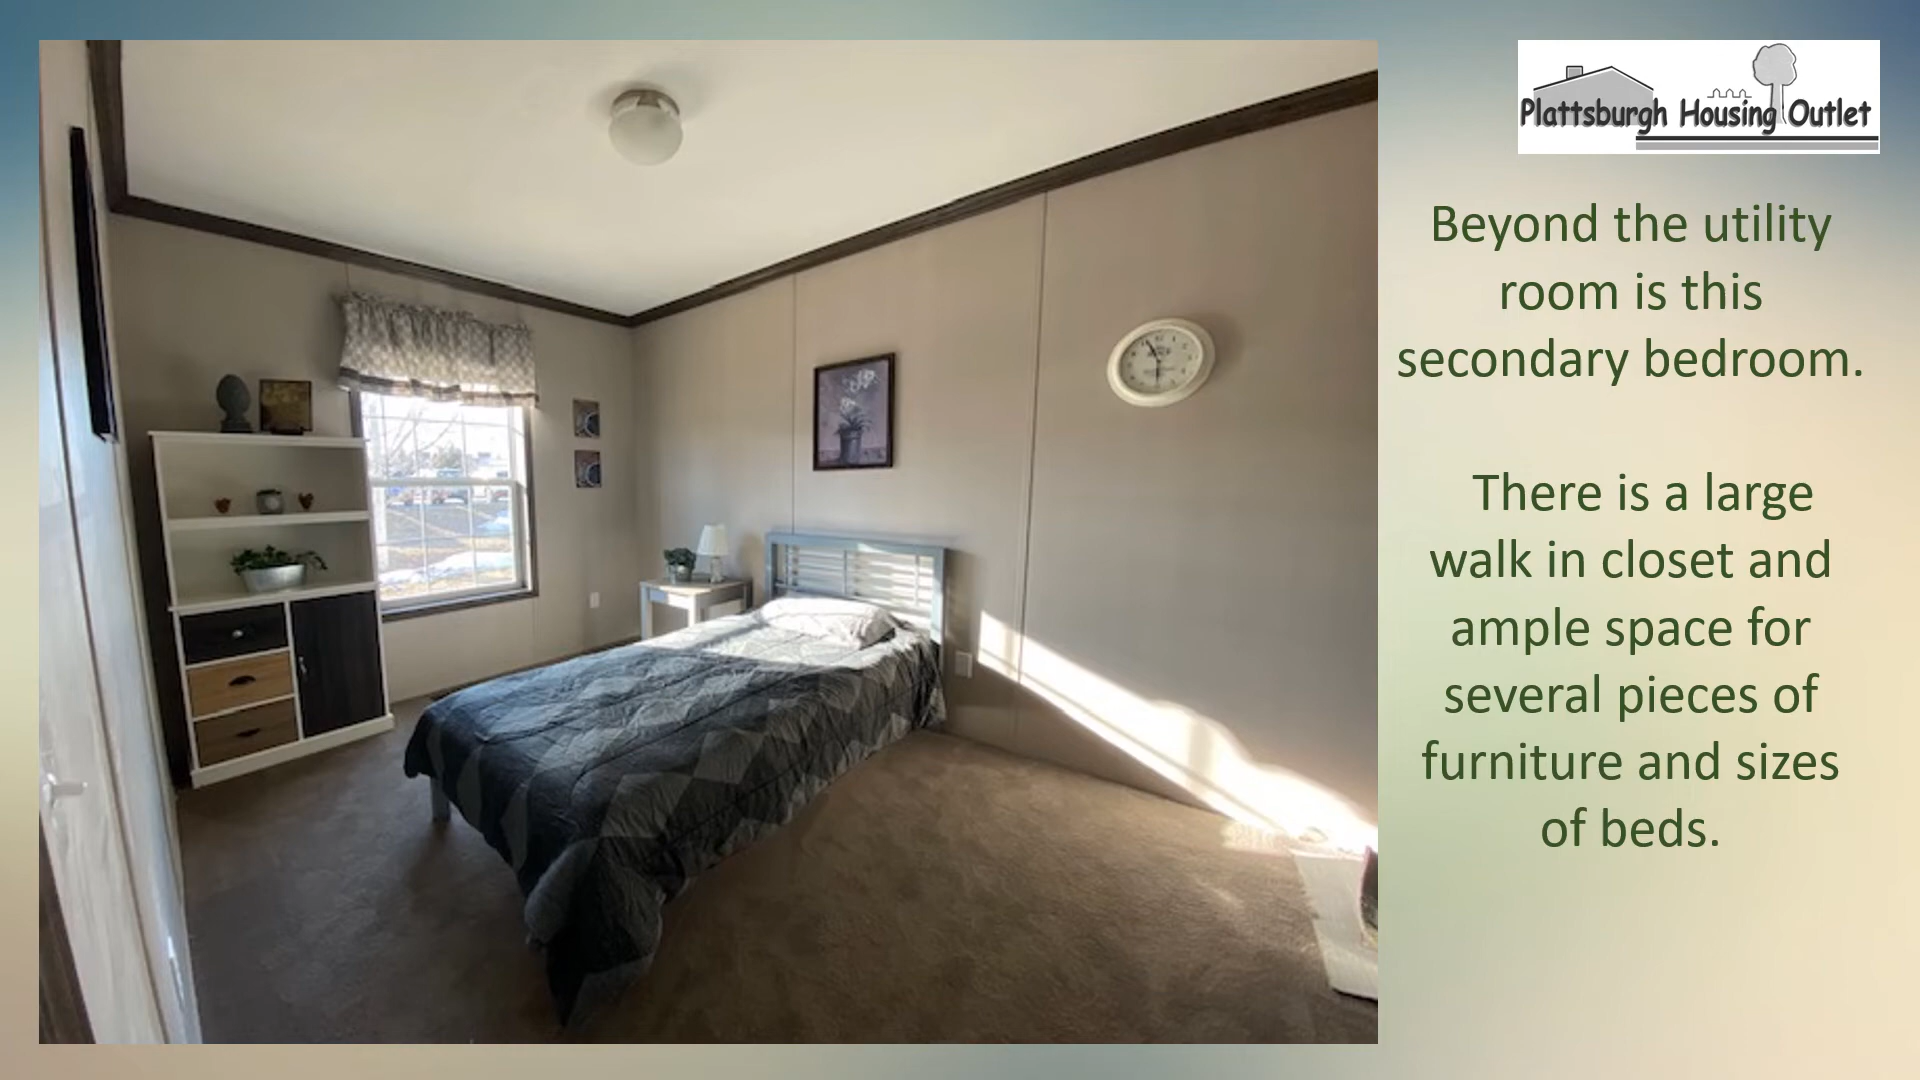 Plattsburgh Housing Outlet
Beyond the utility
room is this
secondary bedroom.
There is a large
walk in closet and
ample space for
several pieces of
furniture and sizes
of beds.